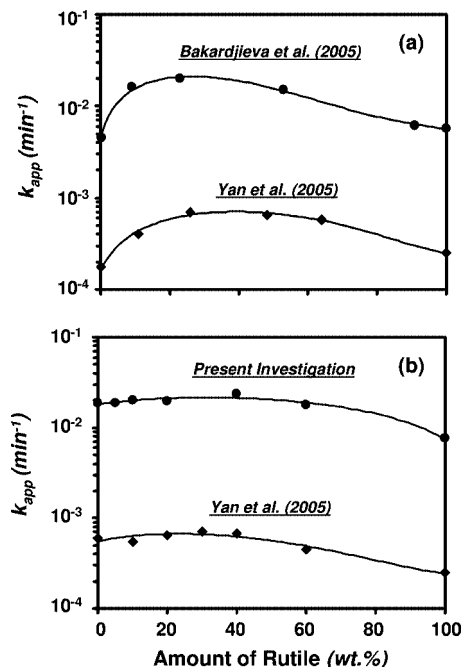 10-1
(a)
Bakardjieva et al. (2005)
10-2
kapp (min-1)
Yan et al. (2005)
10-3
10-4
10-1
(b)
Present Investigation
10-2
kapp (min-1)
Yan et al. (2005)
10-3
10-4
0 20 40 60 80 100
Amount of Rutile (wt.%)